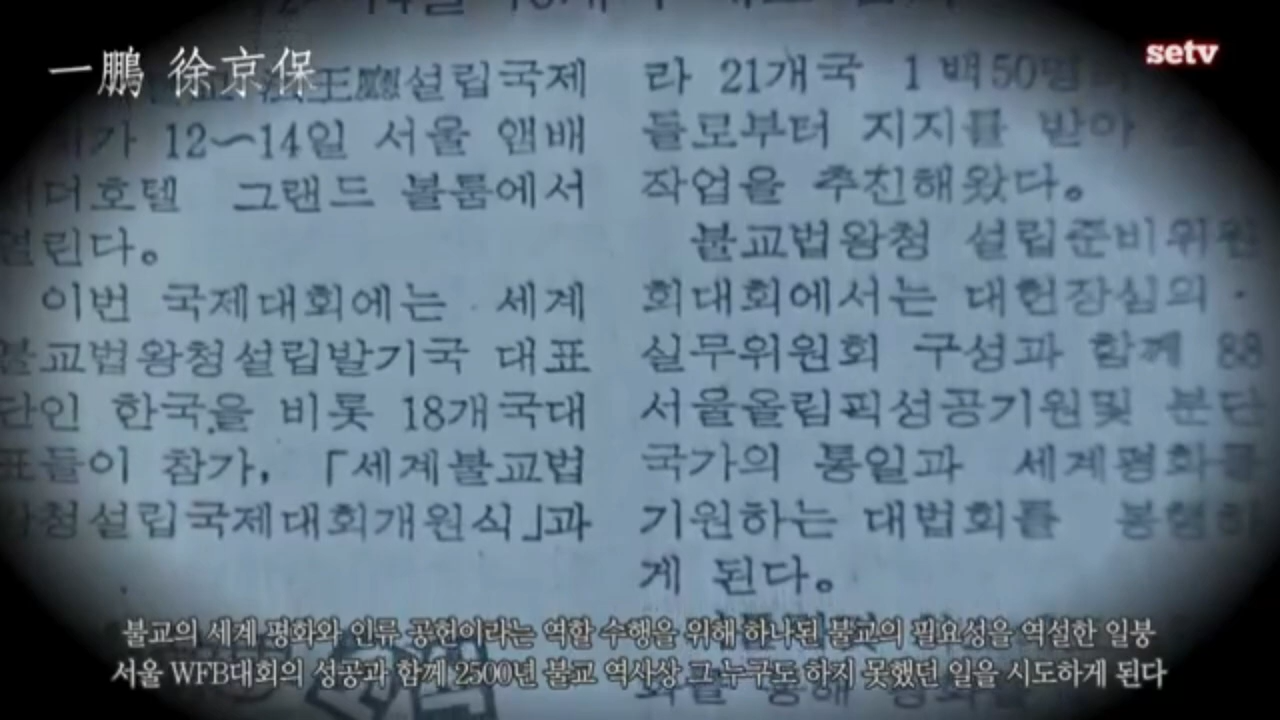 一鵬 徐京保
setv
설립국제
12~14일 서울 앰배
더호텔 그랜드 볼룸에서
열린다。
이번 국제대회에는 세계
불교법왕청설립발기국 대표
단인 한국을 비롯 18개국대
표들이 참가, 「세계불교법
왕청설립국제대회개원식」과
라 21개국 1백50명
들로부터 지지를 받아
작업을 추진해왔다。
불교법왕청 설립준비위원
회대회에서는 대헌장심의·
실무위원회 구성과 함께 88
서울올림픽성공기원및 분단
국가의 통일과 세계평화를
기원하는 대법회를 봉행하
게 된다。
불교의 세계 평화와 인류 공헌이라는 역할 수행을 위해 하나된 불교의 필요성을 역설한 일붕
서울 WFB대회의 성공과 함께 2500년 불교 역사상 그 누구도 하지 못했던 일을 시도하게 된다